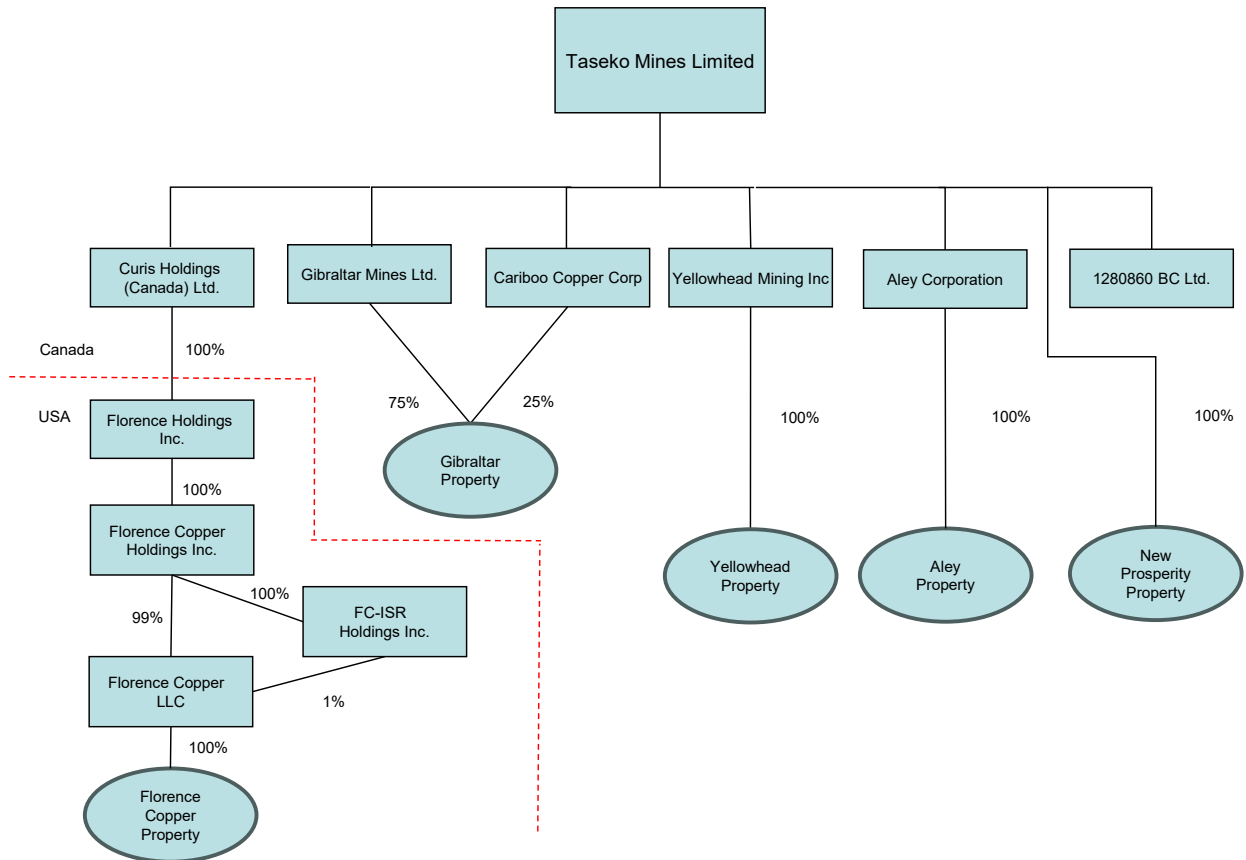 Taseko Mines Limited
Curis Holdings
(Canada) Ltd.
Gibraltar Mines Ltd.
Cariboo Copper Corp
Yellowhead Mining Inc
Aley Corporation
1280860 BC Ltd.
Canada
100%
USA
Florence Holdings
Inc.
75%
25%
100%
100%
100%
Gibraltar
Property
100%
Florence Copper
Holdings Inc.
Yellowhead
Property
Aley
Property
New
Prosperity
Property
100%
99%
FC-ISR
Holdings Inc.
Florence Copper
LLC
1%
100%
Florence
Copper
Property